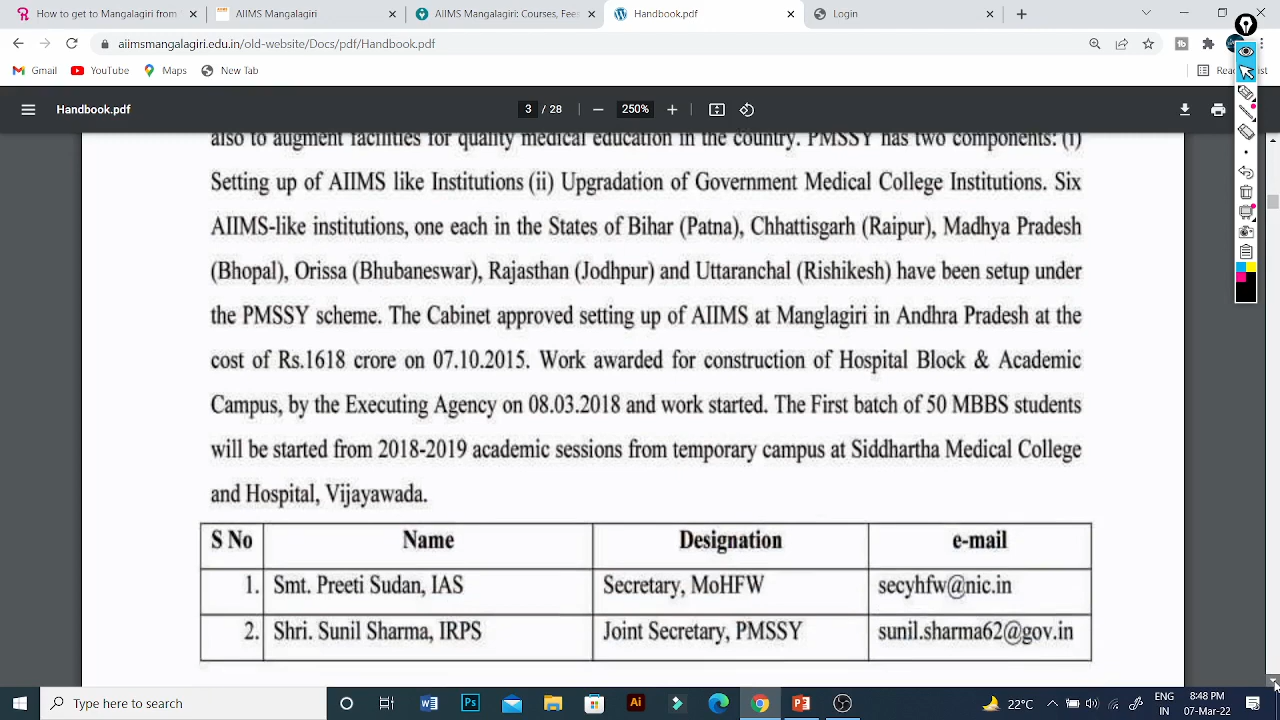 How to get to Mangalagiri from
AIIMS Mangalagiri
AIIMS Mangalagiri: Courses, Fees
Handbook.pdf
Login
aiimsmangalagiri.edu.in/old-website/Docs/pdf/Handbook.pdf
Gmail
YouTube
Maps
New Tab
Handbook.pdf
3 / 28
250%
also to augment facilities for quality medical education in the country. PMSSY has two components: (i)
Setting up of AIIMS like Institutions (ii) Upgradation of Government Medical College Institutions. Six
AIIMS-like institutions, one each in the States of Bihar (Patna), Chhattisgarh (Raipur), Madhya Pradesh
(Bhopal), Orissa (Bhubaneswar), Rajasthan (Jodhpur) and Uttaranchal (Rishikesh) have been setup under
the PMSSY scheme. The Cabinet approved setting up of AIIMS at Manglagiri in Andhra Pradesh at the
cost of Rs.1618 crore on 07.10.2015. Work awarded for construction of Hospital Block & Academic
Campus, by the Executing Agency on 08.03.2018 and work started. The First batch of 50 MBBS students
will be started from 2018-2019 academic sessions from temporary campus at Siddhartha Medical College
and Hospital, Vijayawada.
S No Name Designation e-mail
1. Smt. Preeti Sudan, IAS Secretary, MoHFW secyhfw@nic.in
2. Shri. Sunil Sharma, IRPS Joint Secretary, PMSSY sunil.sharma62@gov.in
Type here to search
22°C
ENG
IN
8:48 PM
07-Mar-22